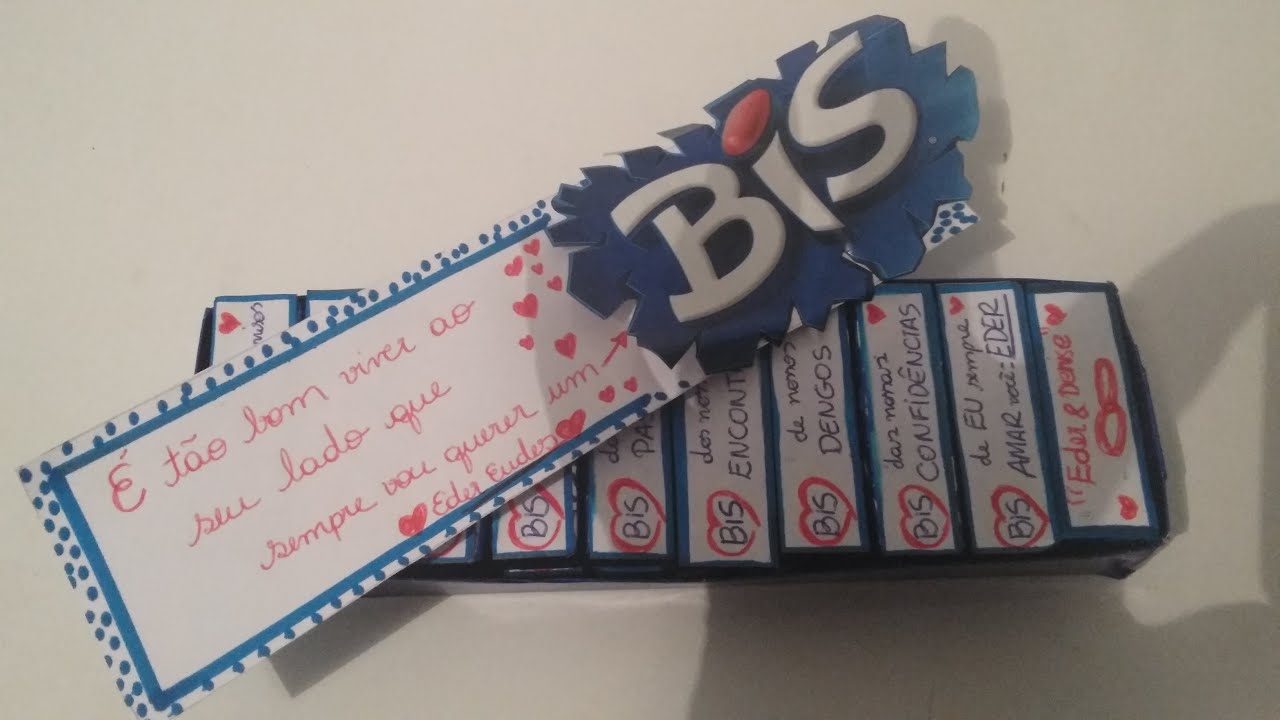 BIS
É tão bom viver ao
seu lado que
sempre vou querer um
Eder Eudes
BIS
BIS
BIS
dos
ENCONT
BIS
de nossos
DENGOS
BIS
das nossas
CONFIDÊNCIAS
BIS
de EU sempre
AMAR você: EDER
BIS
"Eder & Denise"